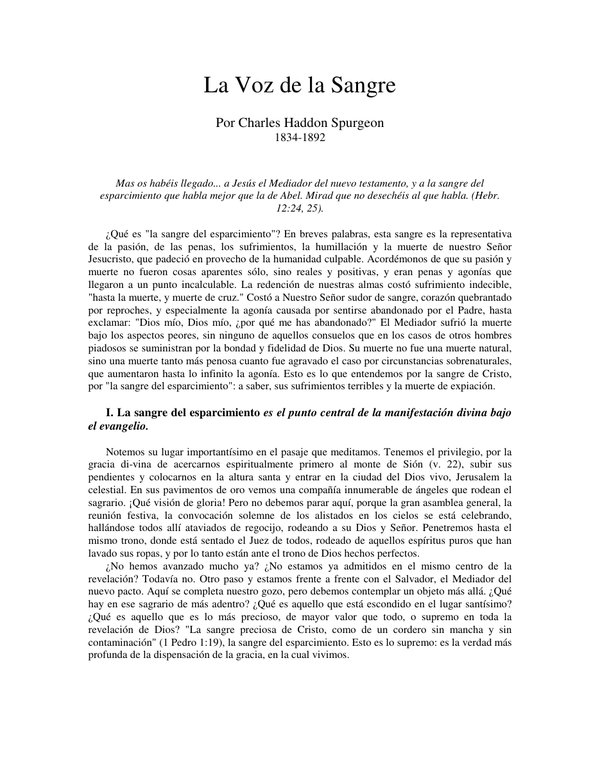 La Voz de la Sangre
Por Charles Haddon Spurgeon
1834-1892
Mas os habéis llegado... a Jesús el Mediador del nuevo testamento, y a la sangre del
esparcimiento que habla mejor que la de Abel. Mirad que no desechéis al que habla. (Hebr.
12:24, 25).
¿Qué es "la sangre del esparcimiento"? En breves palabras, esta sangre es la representativa
de la pasión, de las penas, los sufrimientos, la humillación y la muerte de nuestro Señor
Jesucristo, que padeció en provecho de la humanidad culpable. Acordémonos de que su pasión y
muerte no fueron cosas aparentes sólo, sino reales y positivas, y eran penas y agonías que
llegaron a un punto incalculable. La redención de nuestras almas costó sufrimiento indecible,
"hasta la muerte, y muerte de cruz." Costó a Nuestro Señor sudor de sangre, corazón quebrantado
por reproches, y especialmente la agonía causada por sentirse abandonado por el Padre, hasta
exclamar: "Dios mío, Dios mío, ¿por qué me has abandonado?" El Mediador sufrió la muerte
bajo los aspectos peores, sin ninguno de aquellos consuelos que en los casos de otros hombres
piadosos se suministran por la bondad y fidelidad de Dios. Su muerte no fue una muerte natural,
sino una muerte tanto más penosa cuanto fue agravado el caso por circunstancias sobrenaturales,
que aumentaron hasta lo infinito la agonía. Esto es lo que entendemos por la sangre de Cristo,
por "la sangre del esparcimiento": a saber, sus sufrimientos terribles y la muerte de expiación.
I. La sangre del esparcimiento es el punto central de la manifestación divina bajo
el evangelio.
Notemos su lugar importantísimo en el pasaje que meditamos. Tenemos el privilegio, por la
gracia di-vina de acercarnos espiritualmente primero al monte de Sión (v. 22), subir sus
pendientes y colocarnos en la altura santa y entrar en la ciudad del Dios vivo, Jerusalem la
celestial. En sus pavimentos de oro vemos una compañía innumerable de ángeles que rodean el
sagrario. ¡Qué visión de gloria! Pero no debemos parar aquí, porque la gran asamblea general, la
reunión festiva, la convocación solemne de los alistados en los cielos se está celebrando,
hallándose todos allí ataviados de regocijo, rodeando a su Dios y Señor. Penetremos hasta el
mismo trono, donde está sentado el Juez de todos, rodeado de aquellos espíritus puros que han
lavado sus ropas, y por lo tanto están ante el trono de Dios hechos perfectos.
¿No hemos avanzado mucho ya? ¿No estamos ya admitidos en el mismo centro de la
revelación? Todavía no. Otro paso y estamos frente a frente con el Salvador, el Mediador del
nuevo pacto. Aquí se completa nuestro gozo, pero debemos contemplar un objeto más allá. ¿Qué
hay en ese sagrario de más adentro? ¿Qué es aquello que está escondido en el lugar santísimo?
¿Qué es aquello que es lo más precioso, de mayor valor que todo, o supremo en toda la
revelación de Dios? "La sangre preciosa de Cristo, como de un cordero sin mancha y sin
contaminación" (1 Pedro 1:19), la sangre del esparcimiento. Esto es lo supremo: es la verdad más
profunda de la dispensación de la gracia, en la cual vivimos.